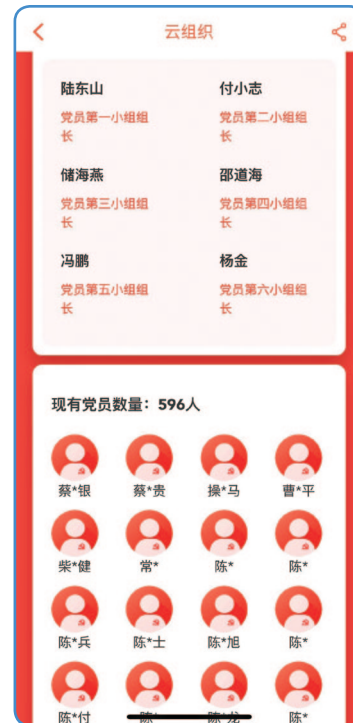 云组织
陆东山 付小志
党员第一小组组 党员第二小组组
长 长
储海燕 邵道海
党员第三小组组 党员第四小组组
长 长
冯鹏 杨金
党员第五小组组 党员第六小组组
长 长
现有党员数量：596人
蔡*银 蔡*贵 操*马 曹*平
柴*健 常* 陈* 陈*
陈*兵 陈*士 陈*旭 陈*
陈*付 陈* 陈*龙 陈*